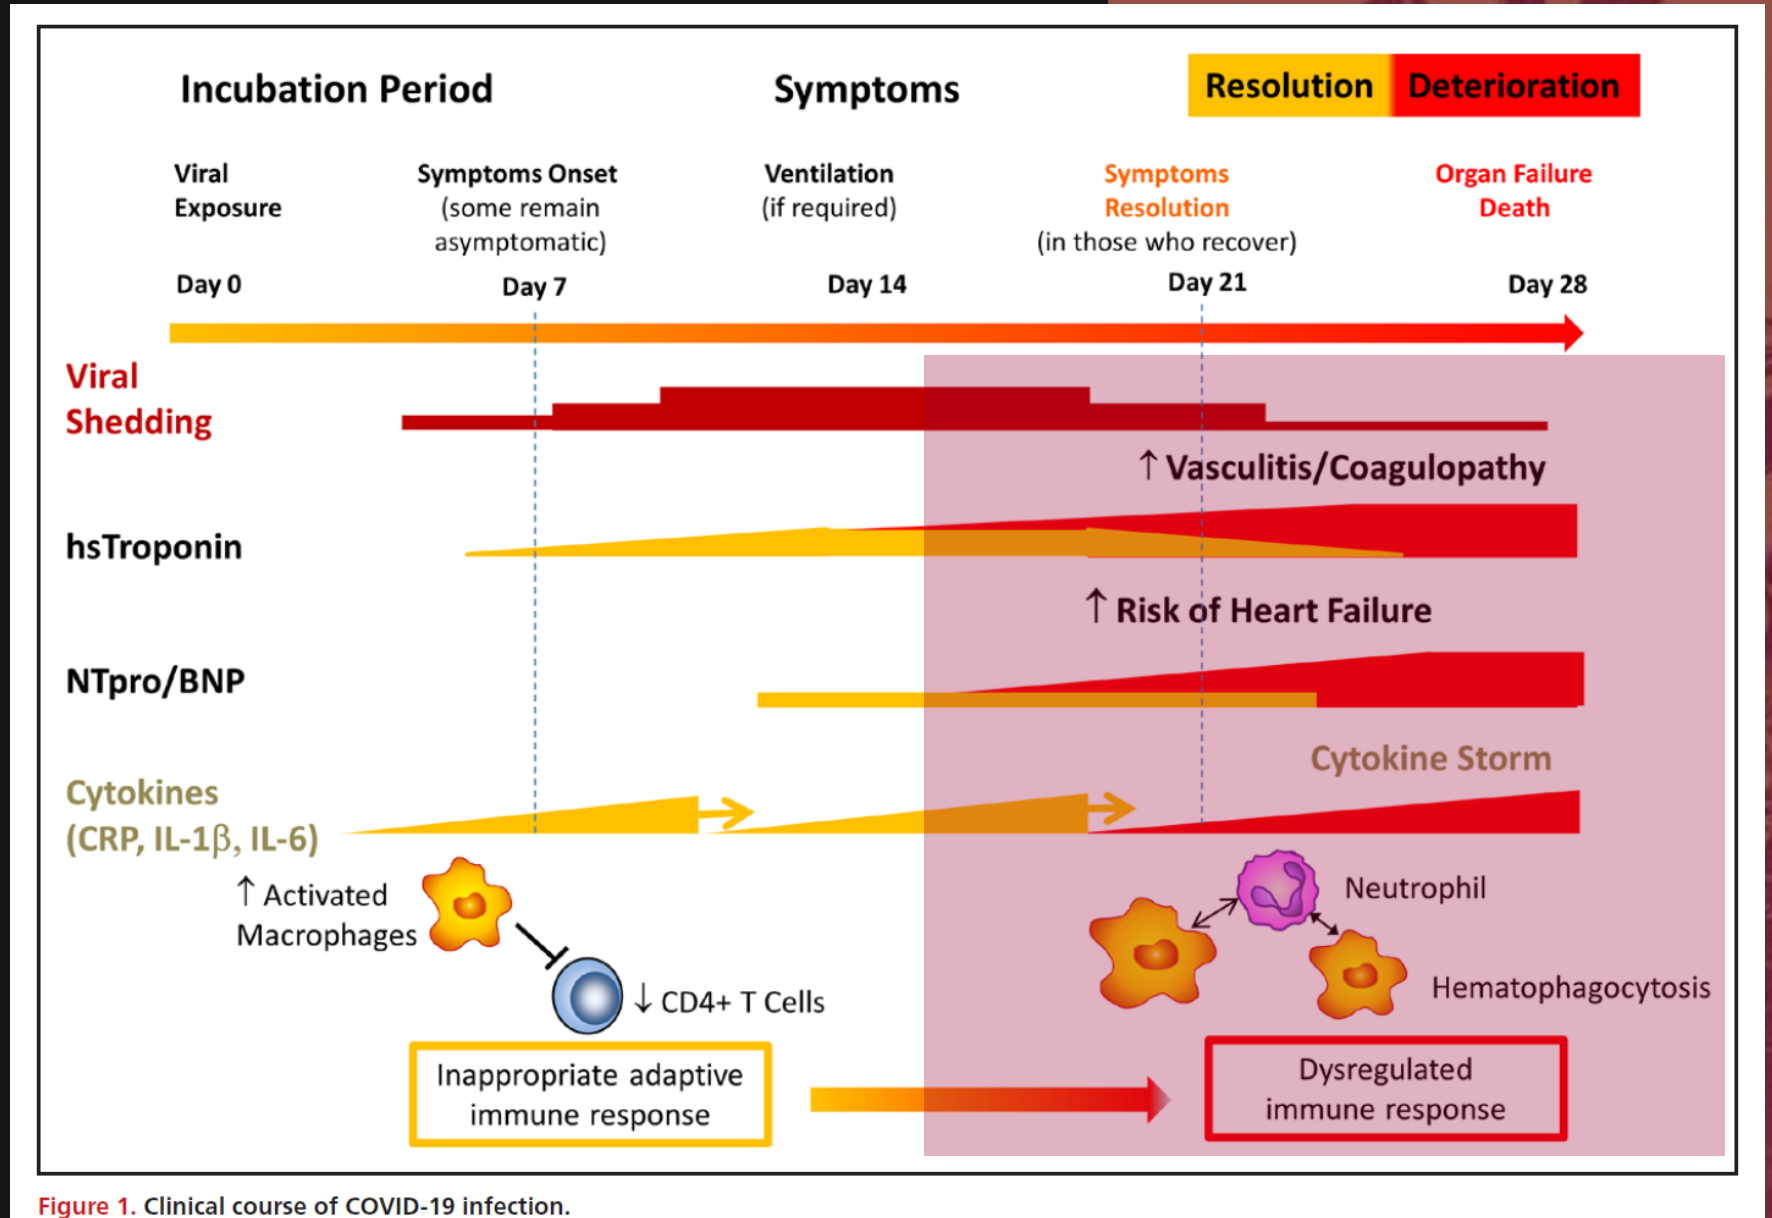 Incubation Period
Symptoms
Resolution
Deterioration
Viral
Exposure
Symptoms Onset
(some remain
asymptomatic)
Ventilation
(if required)
Symptoms
Resolution
(in those who recover)
Organ Failure
Death
Day 0
Day 7
Day 14
Day 21
Day 28
Viral
Shedding
↑ Vasculitis/Coagulopathy
hsTroponin
↑ Risk of Heart Failure
NTpro/BNP
Cytokine Storm
Cytokines
(CRP, IL-1β, IL-6)
↑ Activated
Macrophages
↓ CD4+ T Cells
Neutrophil
Hematophagocytosis
Inappropriate adaptive
immune response
Dysregulated
immune response
Figure 1. Clinical course of COVID-19 infection.